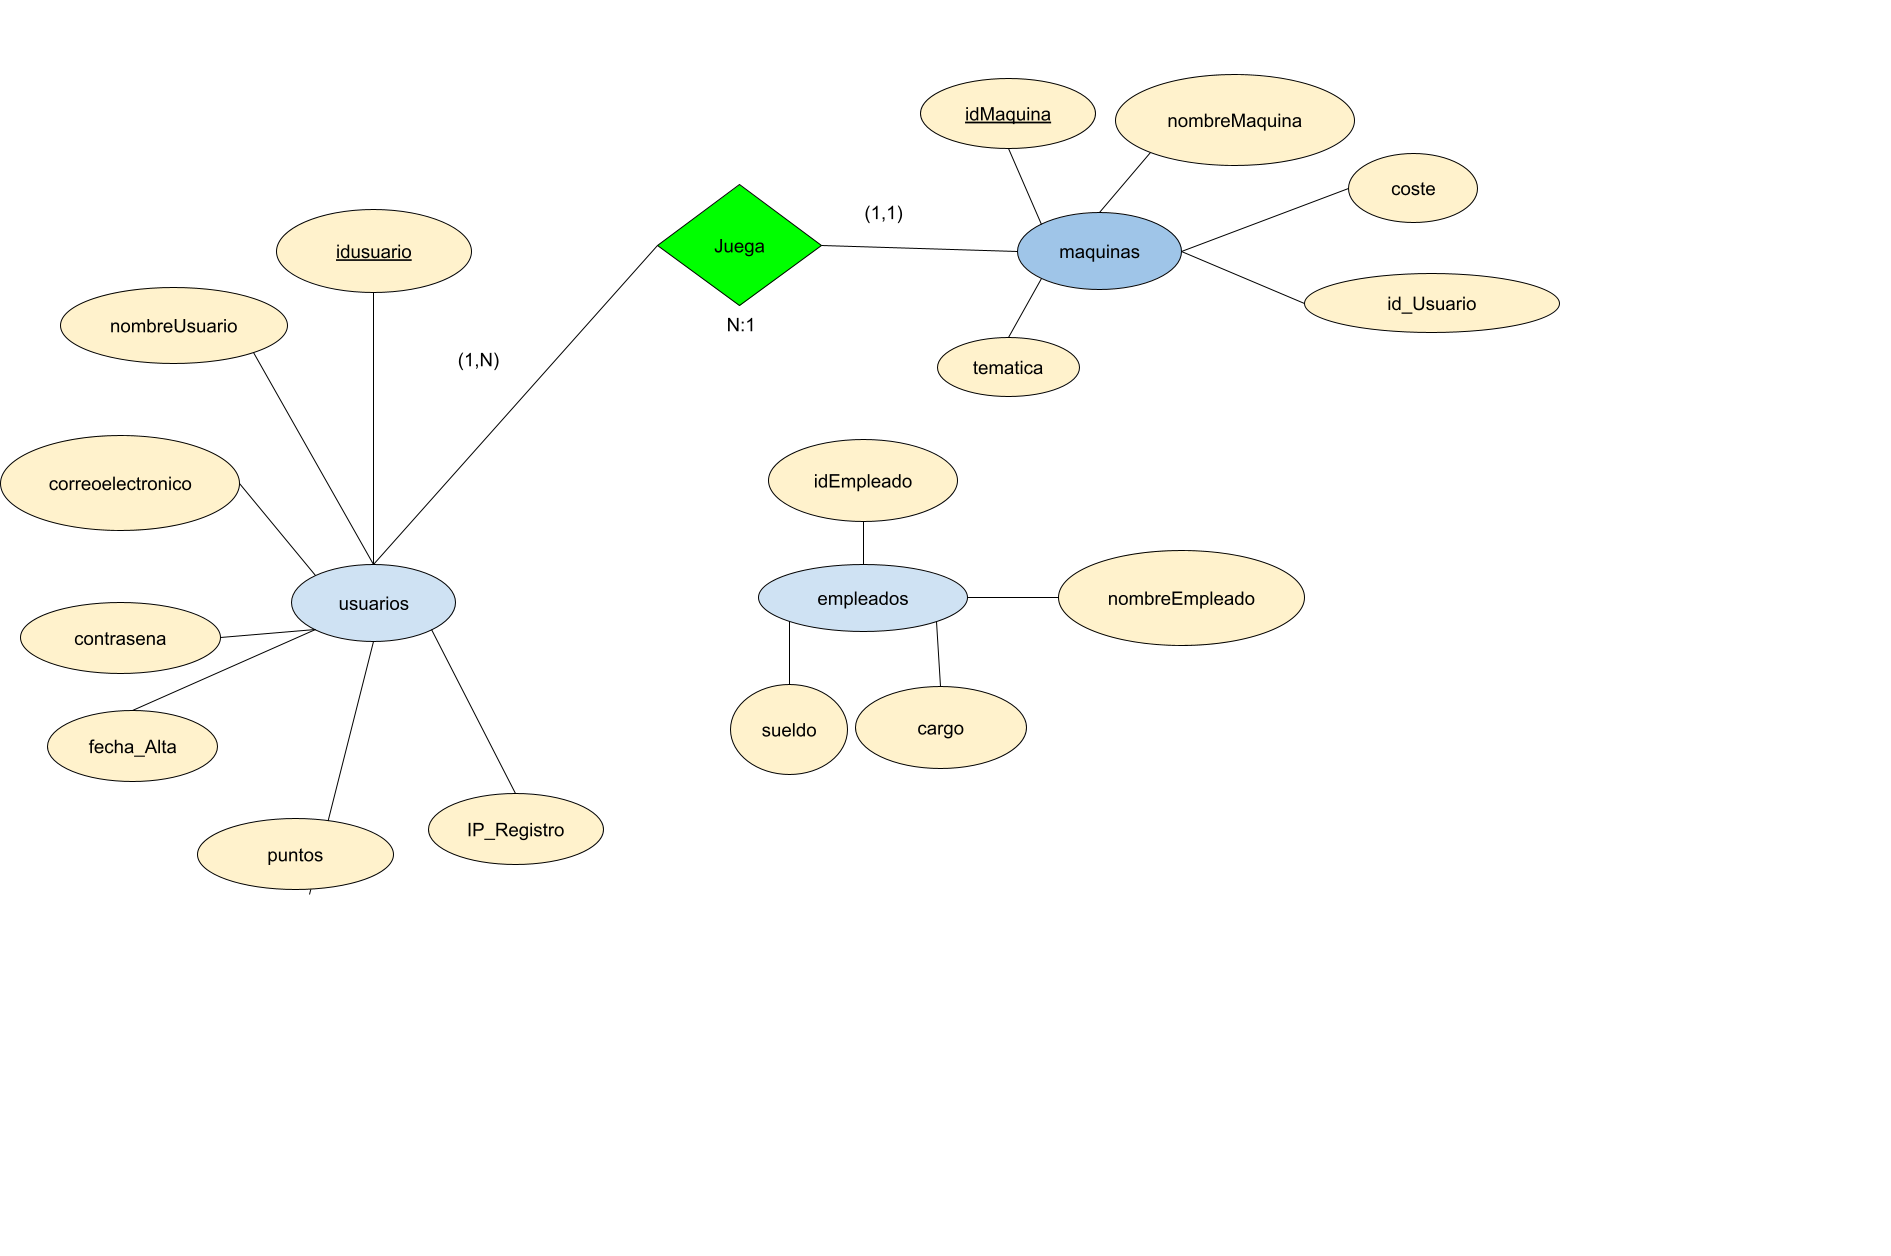 idMaquina
nombreMaquina
coste
(1,1)
idusuario
Juega
maquinas
id_Usuario
nombreUsuario
N:1
(1,N)
tematica
idEmpleado
correoelectronico
usuarios
empleados
nombreEmpleado
contrasena
sueldo
cargo
fecha_Alta
IP_Registro
puntos